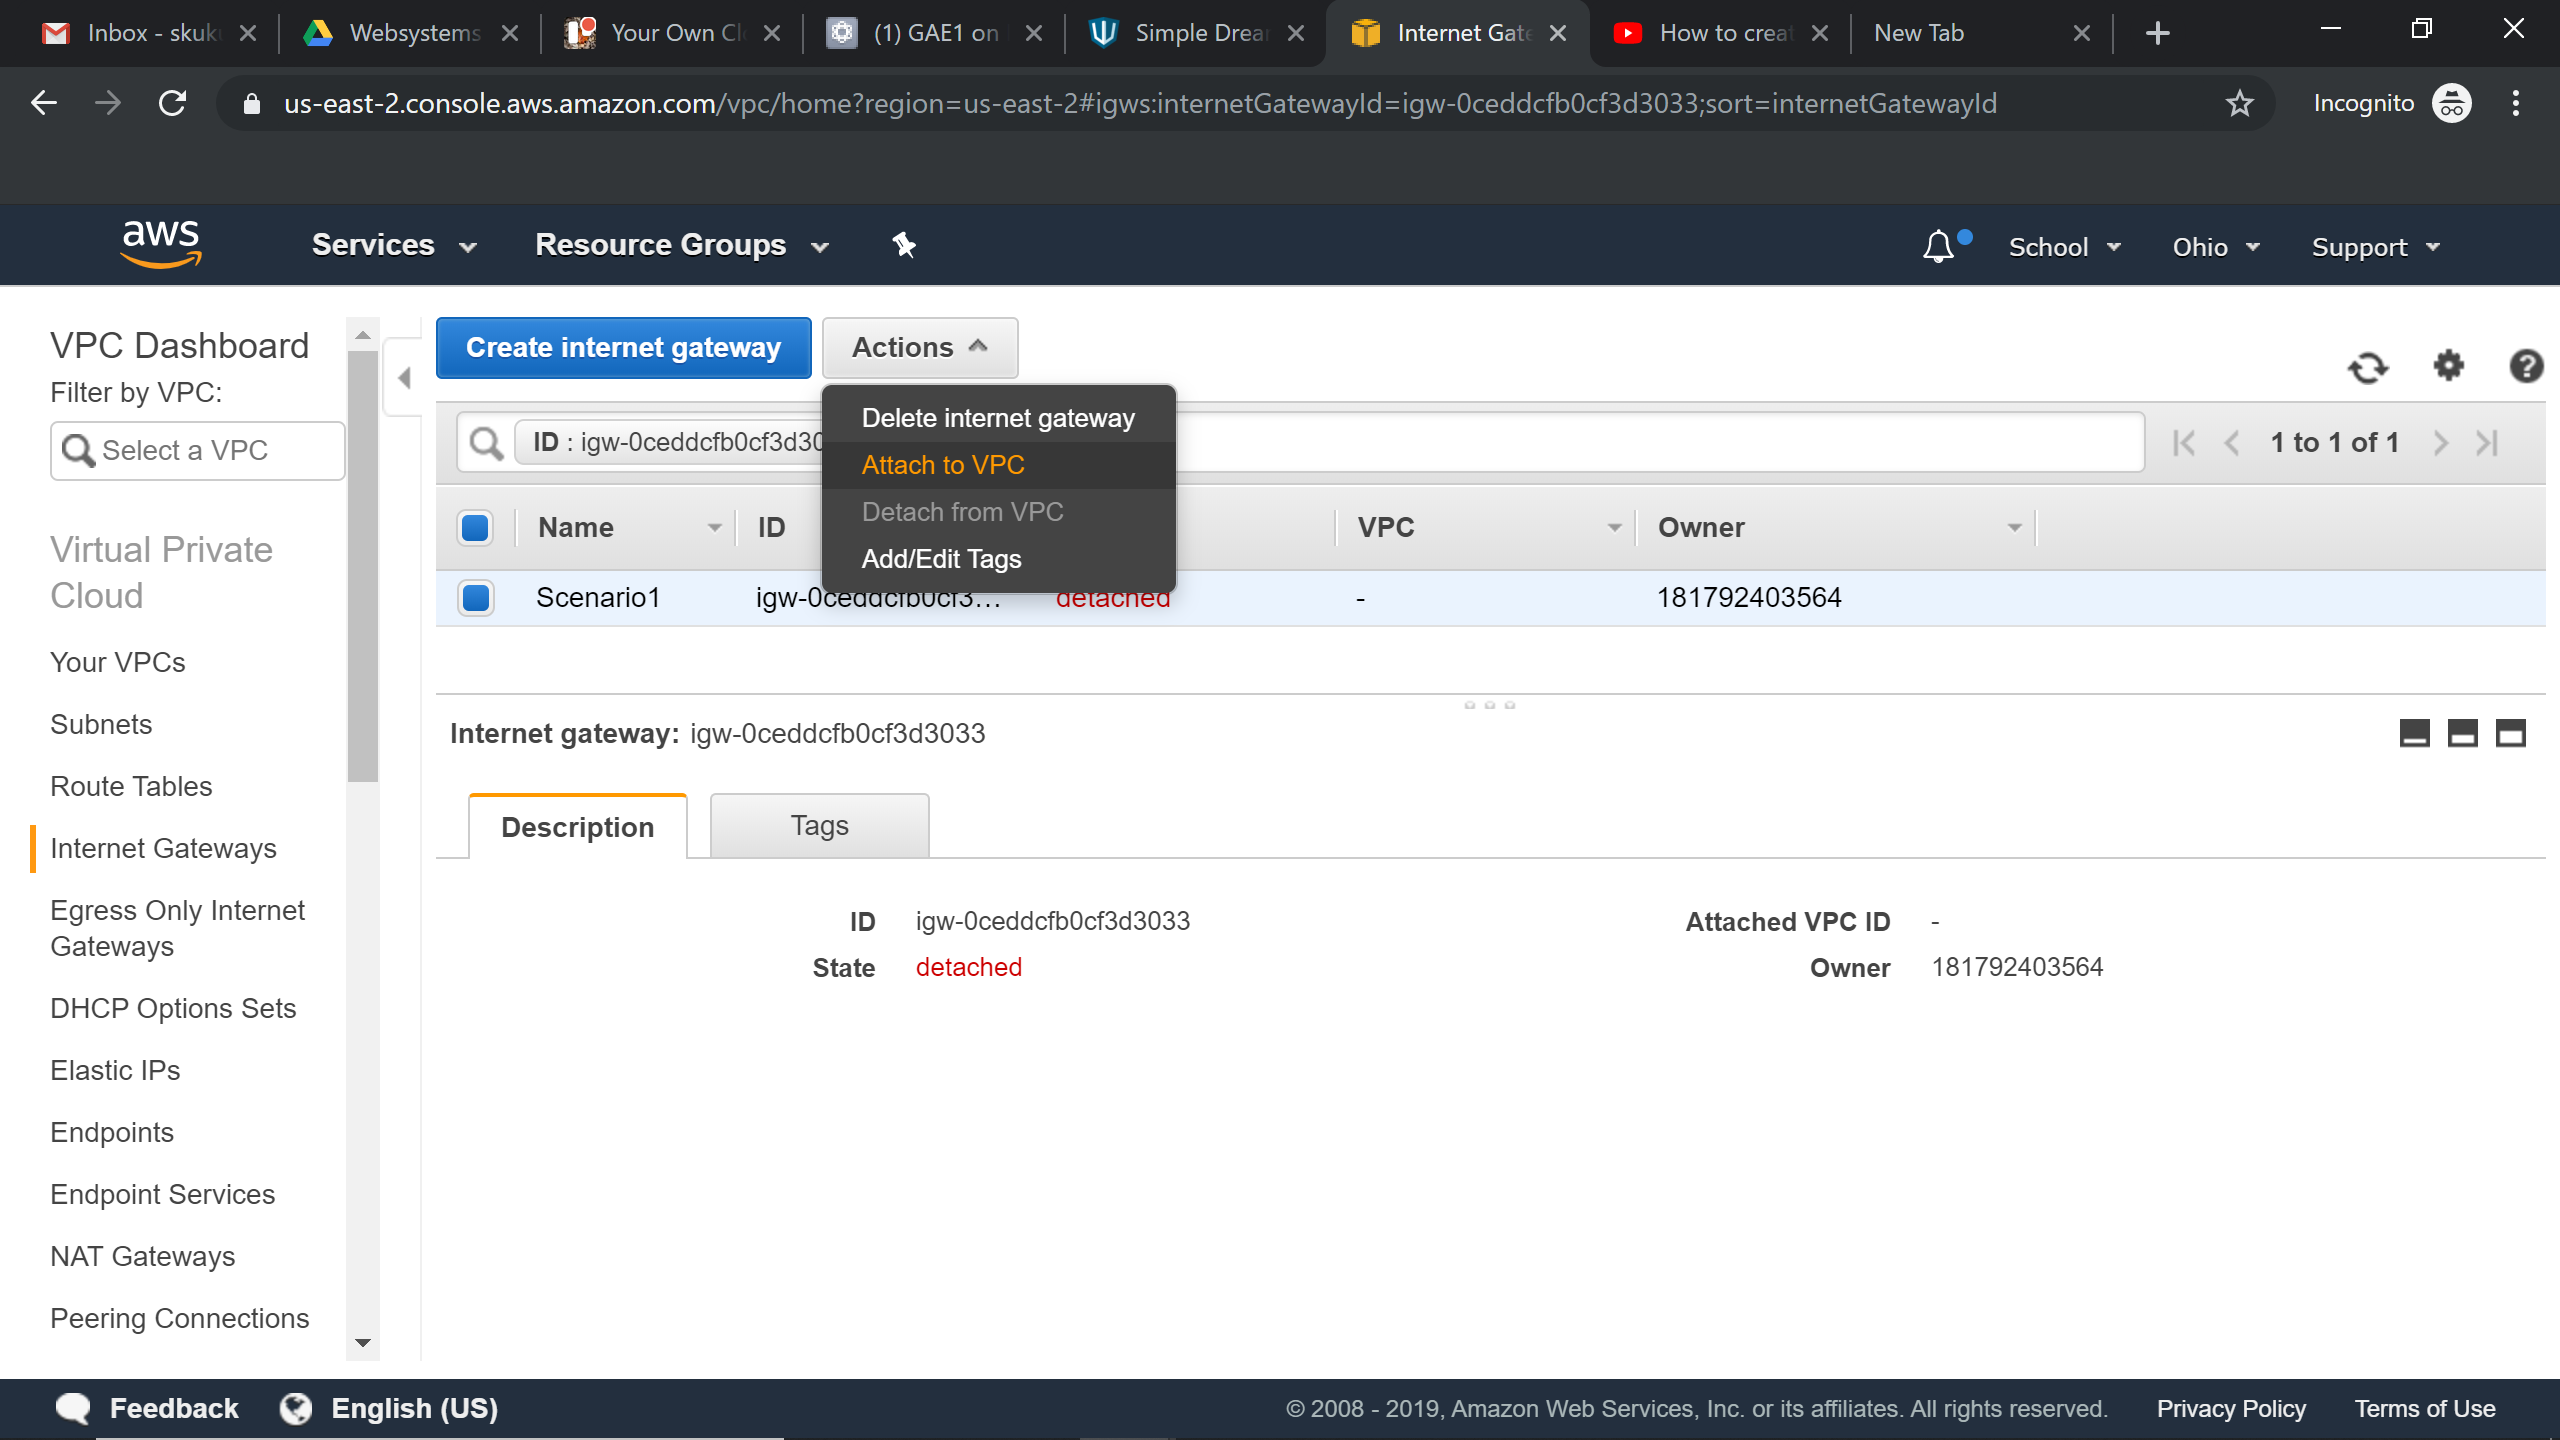 Inbox - skuk
Websystems
Your Own Cl
(1) GAE1 on
Simple Drea
Internet Gate
How to creat
New Tab
us-east-2.console.aws.amazon.com/vpc/home?region=us-east-2#igws:internetGatewayId=igw-0ceddcfb0cf3d3033;sort=internetGatewayId
Incognito
aws
Services
Resource Groups
School
Ohio
Support
VPC Dashboard
Filter by VPC:
Select a VPC
Virtual Private
Cloud
Your VPCs
Subnets
Route Tables
Internet Gateways
Egress Only Internet
Gateways
DHCP Options Sets
Elastic IPs
Endpoints
Endpoint Services
NAT Gateways
Peering Connections
Create internet gateway
Actions
Delete internet gateway
Attach to VPC
Detach from VPC
Add/Edit Tags
ID : igw-0ceddcfb0cf3d30
1 to 1 of 1
Name ID VPC Owner
Scenario1 igw-0ceddcfb0cf3... detached - 181792403564
Internet gateway: igw-0ceddcfb0cf3d3033
Description
Tags
ID igw-0ceddcfb0cf3d3033
Attached VPC ID -
State detached
Owner 181792403564
Feedback
English (US)
© 2008 - 2019, Amazon Web Services, Inc. or its affiliates. All rights reserved.
Privacy Policy
Terms of Use